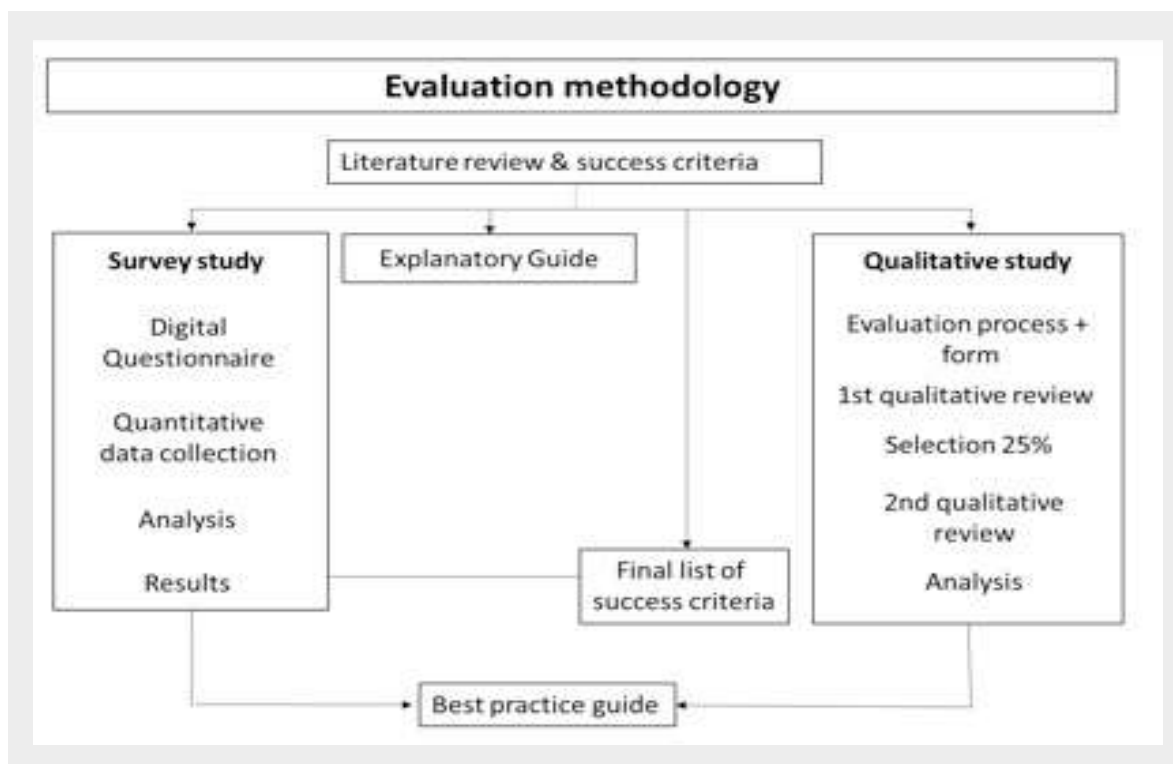 Evaluation methodology
Literature review & success criteria
Survey study
Digital
Questionnaire
Quantitative
data collection
Analysis
Results
Explanatory Guide
Final list of
success criteria
Qualitative study
Evaluation process +
form
1st qualitative review
Selection 25%
2nd qualitative
review
Analysis
Best practice guide